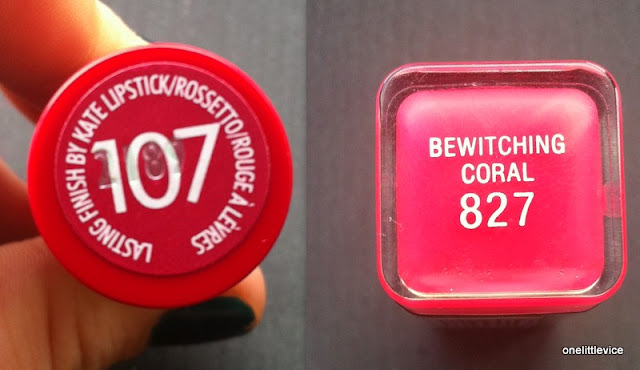 LASTING FINISH BY KATE LIPSTICK/ROSSETTO/ROUGE À LÈVRES
107
BEWITCHING
CORAL
827
onelittlevice